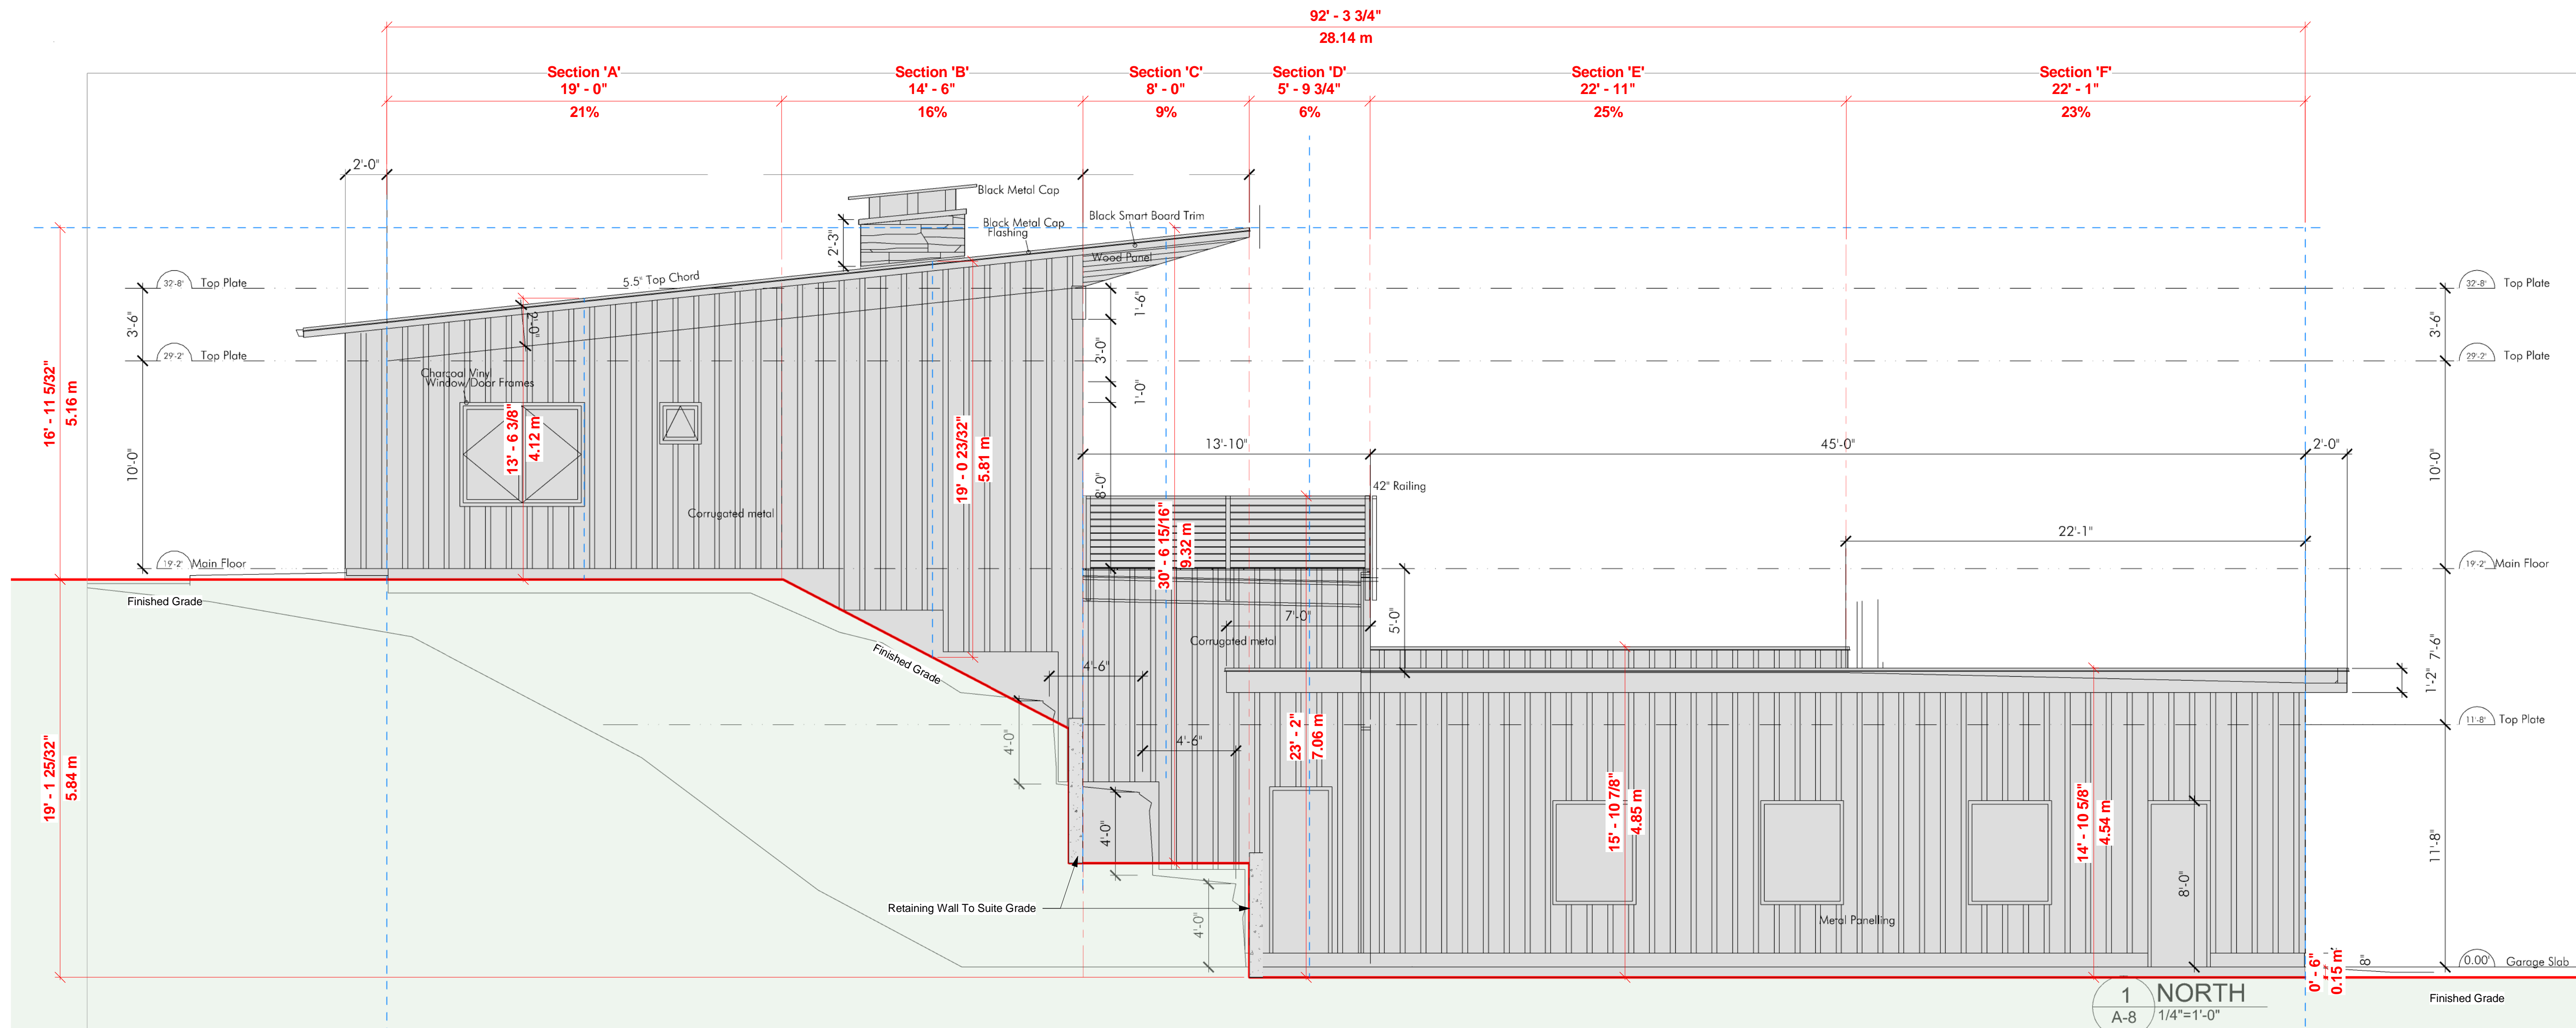 92' - 3 3/4"
28.14 m
Section 'A'
19' - 0"
21%
Section 'B'
14' - 6"
16%
Section 'C'
8' - 0"
9%
Section 'D'
5' - 9 3/4"
6%
Section 'E'
22' - 11"
25%
Section 'F'
22' - 1"
23%
2'-0"
Black Metal Cap
Black Metal Cap
Flashing
Black Smart Board Trim
2'-3"
Wood Panel
5.5" Top Chord
32'-8" Top Plate
32'-8" Top Plate
3'-6"
2'-0"
1'-6"
3'-6"
29'-2" Top Plate
29'-2" Top Plate
3'-0"
1'-0"
Charcoal Vinyl
Window/Door Frames
16' - 11 5/32"
5.16 m
10'-0"
13' - 6 3/8"
4.12 m
19' - 0 23/32"
5.81 m
13'-10"
45'-0"
2'-0"
10'-0"
8'-0"
42" Railing
Corrugated metal
30' - 6 15/16"
9.32 m
22'-1"
19'-2" Main Floor
19'-2" Main Floor
Finished Grade
7'-0"
5'-0"
Corrugated metal
Finished Grade
4'-6"
7'-6"
1'-2"
4'-0"
4'-6"
11'-8" Top Plate
23' - 2"
7.06 m
19' - 1 25/32"
5.84 m
4'-0"
15' - 10 7/8"
4.85 m
14' - 10 5/8"
4.54 m
11'-8"
8'-0"
Retaining Wall To Suite Grade
4'-0"
Metal Panelling
0' - 6"
0.15 m
8"
0.00' Garage Slab
1
A-8
NORTH
1/4"=1'-0"
Finished Grade